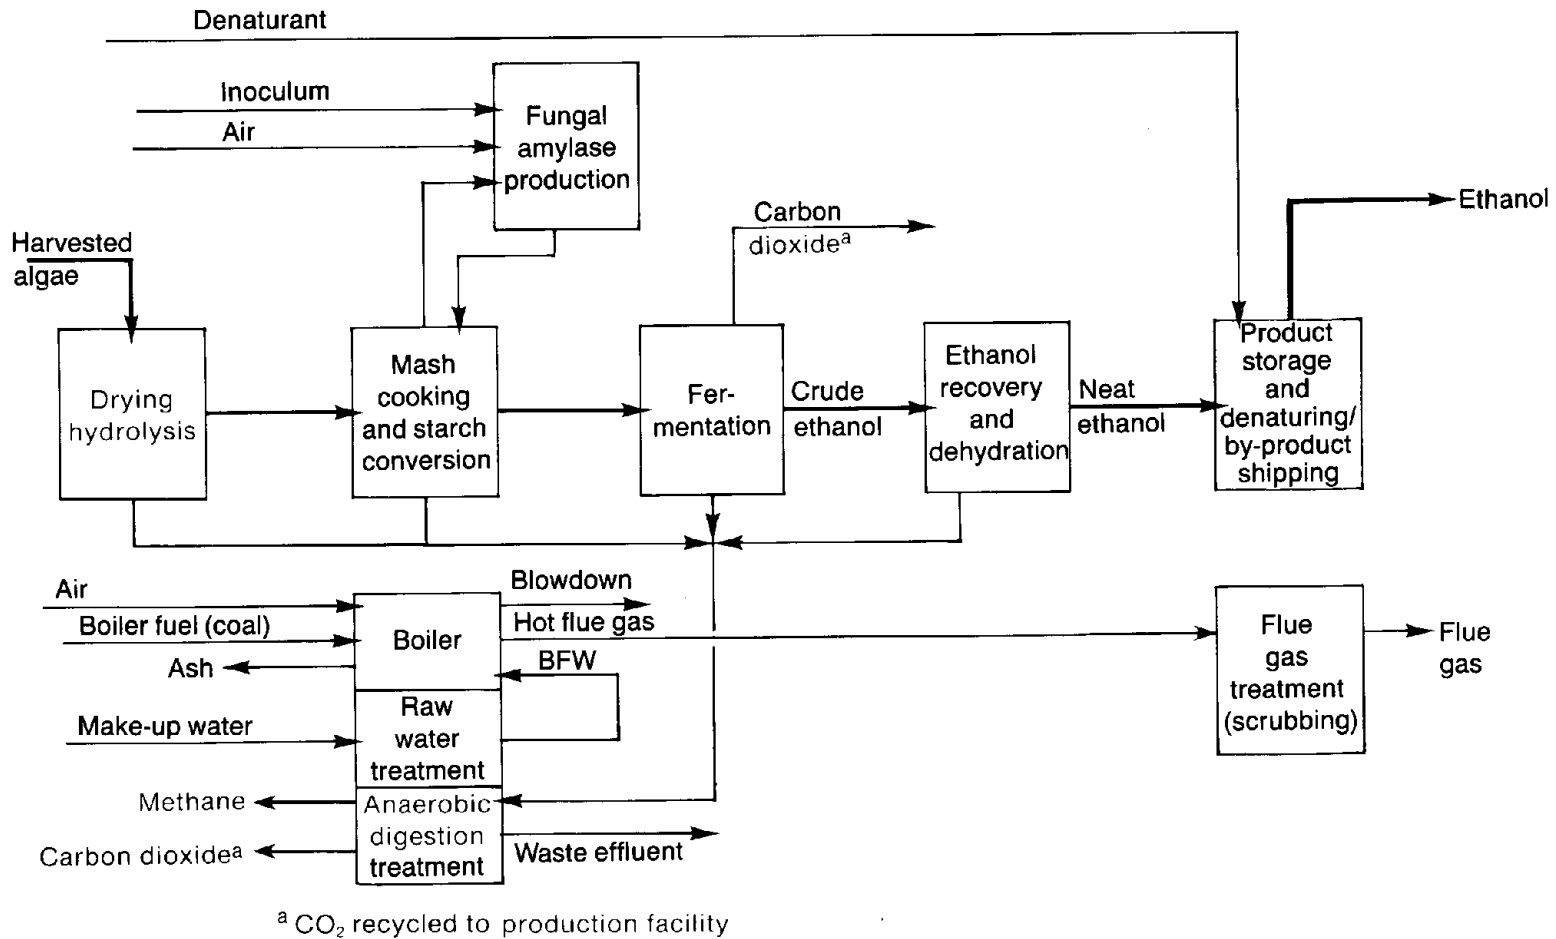 Denaturant
Inoculum
Air
Fungal
amylase
production
Carbon
dioxideᵃ
Ethanol
Harvested
algae
Drying
hydrolysis
Mash
cooking
and starch
conversion
Fer-
mentation
Crude
ethanol
Ethanol
recovery
and
dehydration
Neat
ethanol
Product
storage
and
denaturing/
by-product
shipping
Air
Boiler fuel (coal)
Ash
Boiler
Blowdown
Hot flue gas
BFW
Flue
gas
treatment
(scrubbing)
Flue
gas
Make-up water
Raw
water
treatment
Methane
Carbon dioxideᵃ
Anaerobic
digestion
treatment
Waste effluent
ᵃ CO₂ recycled to production facility